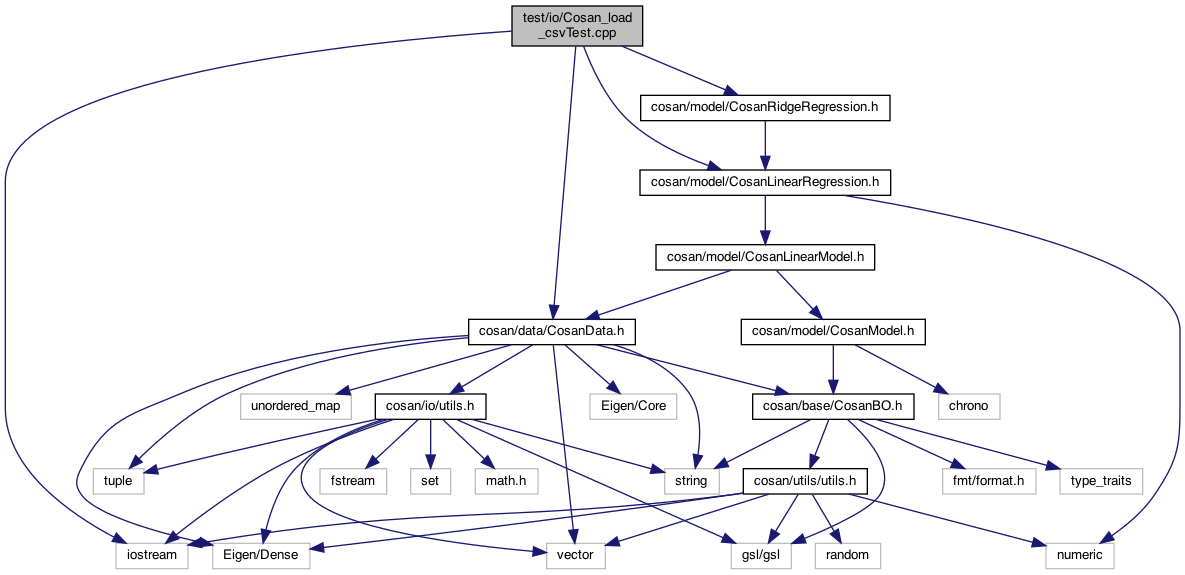 test/io/Cosan_load
_csvTest.cpp
cosan/model/CosanRidgeRegression.h
cosan/model/CosanLinearRegression.h
cosan/model/CosanLinearModel.h
cosan/data/CosanData.h
cosan/model/CosanModel.h
unordered_map
cosan/io/utils.h
Eigen/Core
cosan/base/CosanBO.h
chrono
tuple
fstream
set
math.h
string
cosan/utils/utils.h
fmt/format.h
type_traits
iostream
Eigen/Dense
vector
gsl/gsl
random
numeric